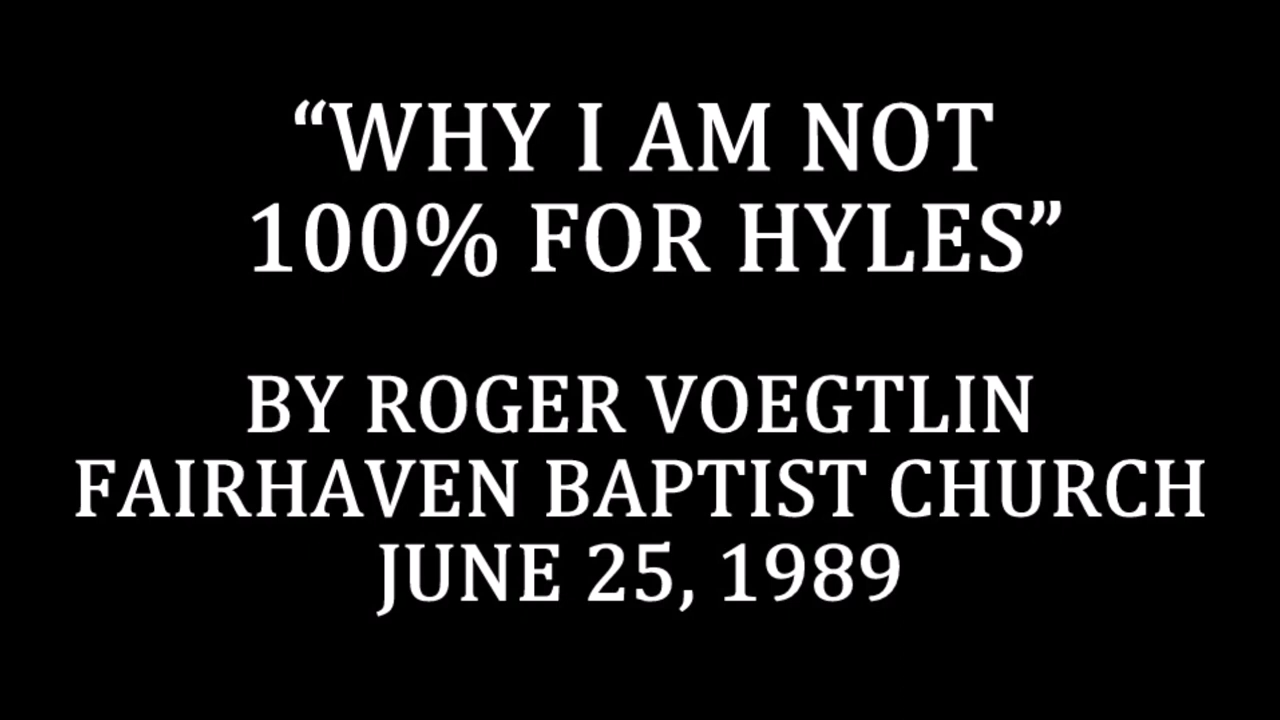 “WHY I AM NOT
100% FOR HYLES”
BY ROGER VOEGTLIN
FAIRHAVEN BAPTIST CHURCH
JUNE 25, 1989